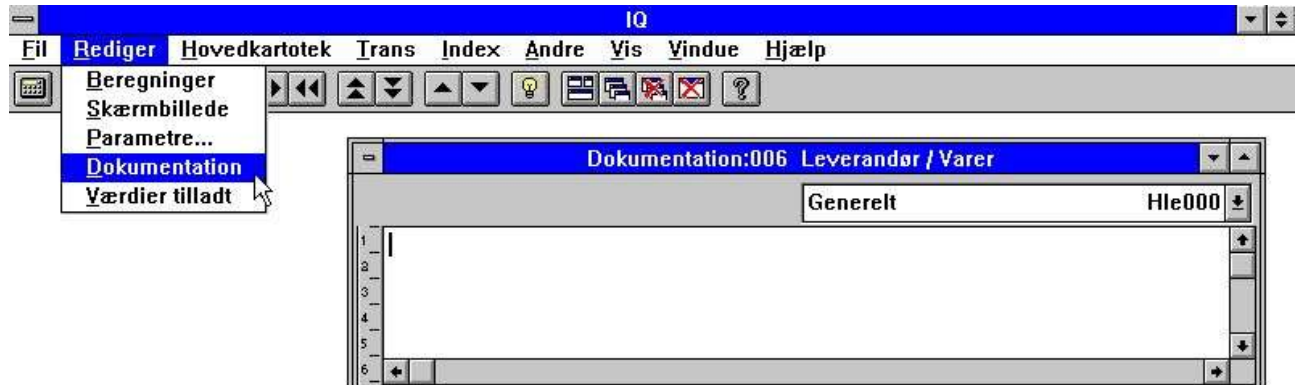 IQ
Fil Rediger Hovedkartotek Trans Index Andre Vis Vindue Hjælp
Beregninger
Skærmbillede
Parametre...
Dokumentation
Værdier tilladt
Dokumentation:006 Leverandør / Varer
Generelt Hle000
1
2
3
4
5
6